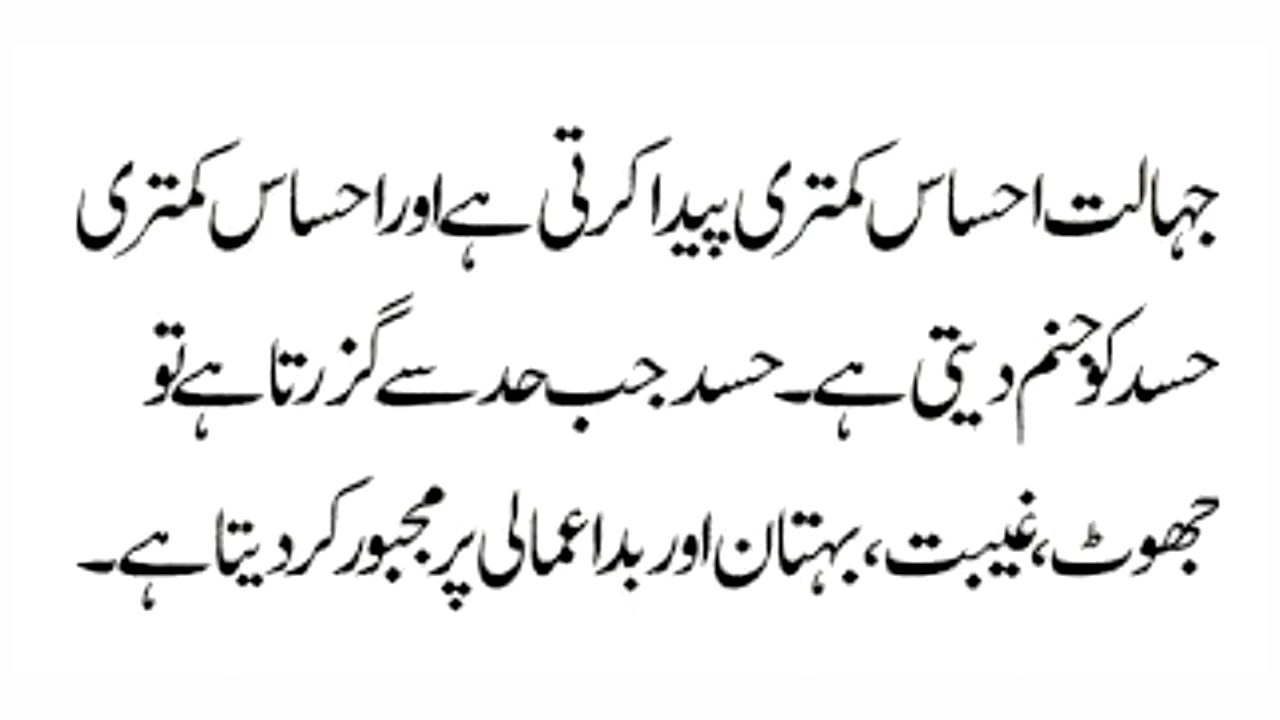 جہالت احساس کمتری پیدا کرتی ہے اور احساس کمتری
حسد کو جنم دیتی ہے۔ حسد جب حد سے گزرتا ہے تو
جھوٹ، غیبت، بہتان اور بداعمالی پر مجبور کر دیتا ہے۔